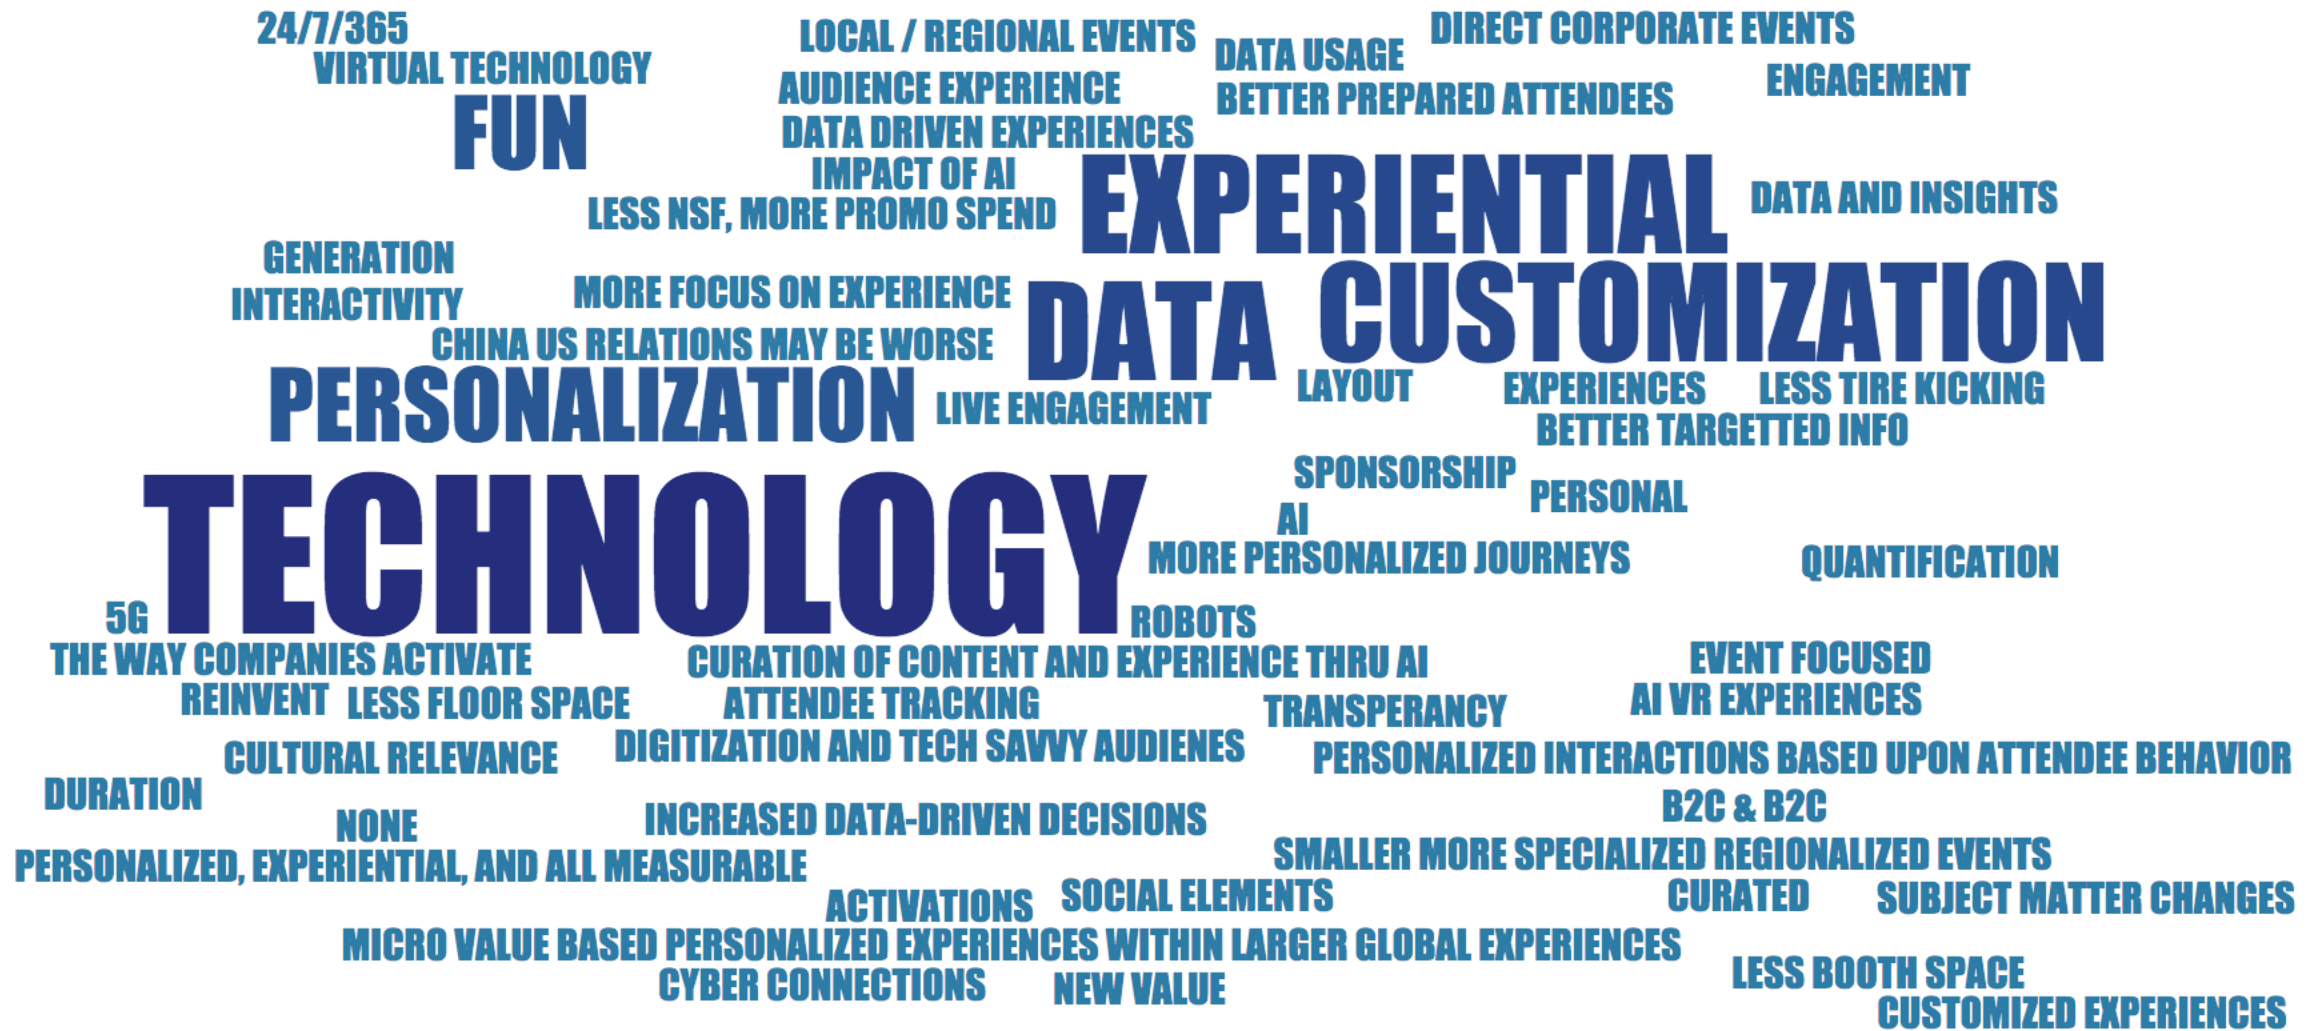 24/7/365
VIRTUAL TECHNOLOGY
FUN
LOCAL / REGIONAL EVENTS
AUDIENCE EXPERIENCE
DATA DRIVEN EXPERIENCES
IMPACT OF AI
LESS NSF, MORE PROMO SPEND
DATA USAGE
DIRECT CORPORATE EVENTS
BETTER PREPARED ATTENDEES
ENGAGEMENT
EXPERIENTIAL
DATA AND INSIGHTS
GENERATION
INTERACTIVITY
MORE FOCUS ON EXPERIENCE
CHINA US RELATIONS MAY BE WORSE
DATA
CUSTOMIZATION
PERSONALIZATION
LIVE ENGAGEMENT
LAYOUT
EXPERIENCES
LESS TIRE KICKING
BETTER TARGETTED INFO
SPONSORSHIP
PERSONAL
AI
TECHNOLOGY
MORE PERSONALIZED JOURNEYS
QUANTIFICATION
5G
ROBOTS
THE WAY COMPANIES ACTIVATE
CURATION OF CONTENT AND EXPERIENCE THRU AI
EVENT FOCUSED
REINVENT
LESS FLOOR SPACE
ATTENDEE TRACKING
TRANSPERANCY
AI VR EXPERIENCES
CULTURAL RELEVANCE
DIGITIZATION AND TECH SAVVY AUDIENES
PERSONALIZED INTERACTIONS BASED UPON ATTENDEE BEHAVIOR
DURATION
NONE
INCREASED DATA-DRIVEN DECISIONS
B2C & B2C
PERSONALIZED, EXPERIENTIAL, AND ALL MEASURABLE
SMALLER MORE SPECIALIZED REGIONALIZED EVENTS
ACTIVATIONS
SOCIAL ELEMENTS
CURATED
SUBJECT MATTER CHANGES
MICRO VALUE BASED PERSONALIZED EXPERIENCES WITHIN LARGER GLOBAL EXPERIENCES
CYBER CONNECTIONS
NEW VALUE
LESS BOOTH SPACE
CUSTOMIZED EXPERIENCES